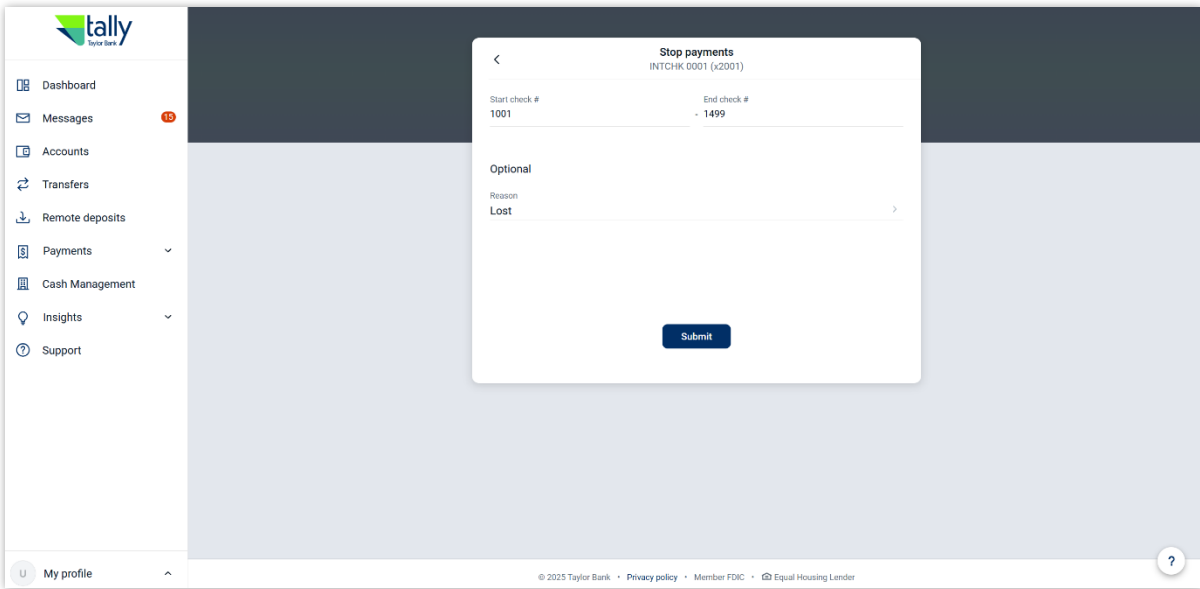 tally
Taylor Bank
Dashboard
Messages 15
Accounts
Transfers
Remote deposits
Payments
Cash Management
Insights
Support
U My profile
Stop payments
INTCHK 0001 (x2001)
Start check # End check #
1001 - 1499
Optional
Reason
Lost
Submit
© 2025 Taylor Bank • Privacy policy • Member FDIC • Equal Housing Lender
?